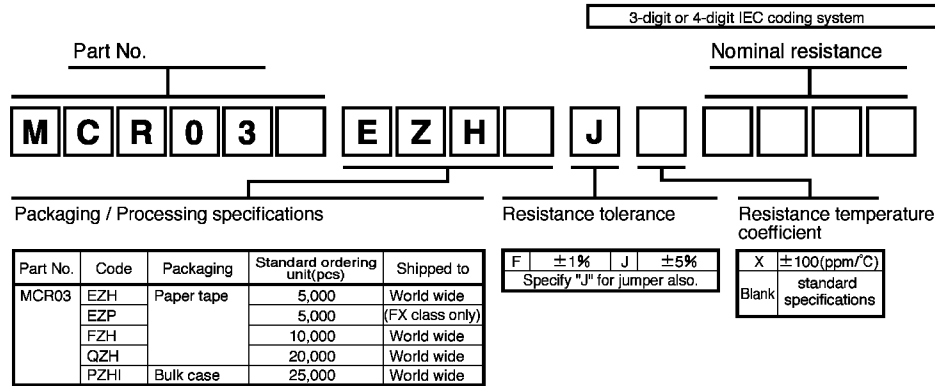 3-digit or 4-digit IEC coding system
Part No.
Nominal resistance
MCR03 EZH J
Packaging / Processing specifications
Resistance tolerance
Resistance temperature coefficient
Part No. Code Packaging Standard ordering unit(pcs) Shipped to
MCR03 EZH Paper tape 5,000 World wide
EZP 5,000 (FX class only)
FZH 10,000 World wide
QZH 20,000 World wide
PZHI Bulk case 25,000 World wide
F ±1% J ±5%
Specify "J" for jumper also.
X ±100(ppm/°C)
Blank standard specifications